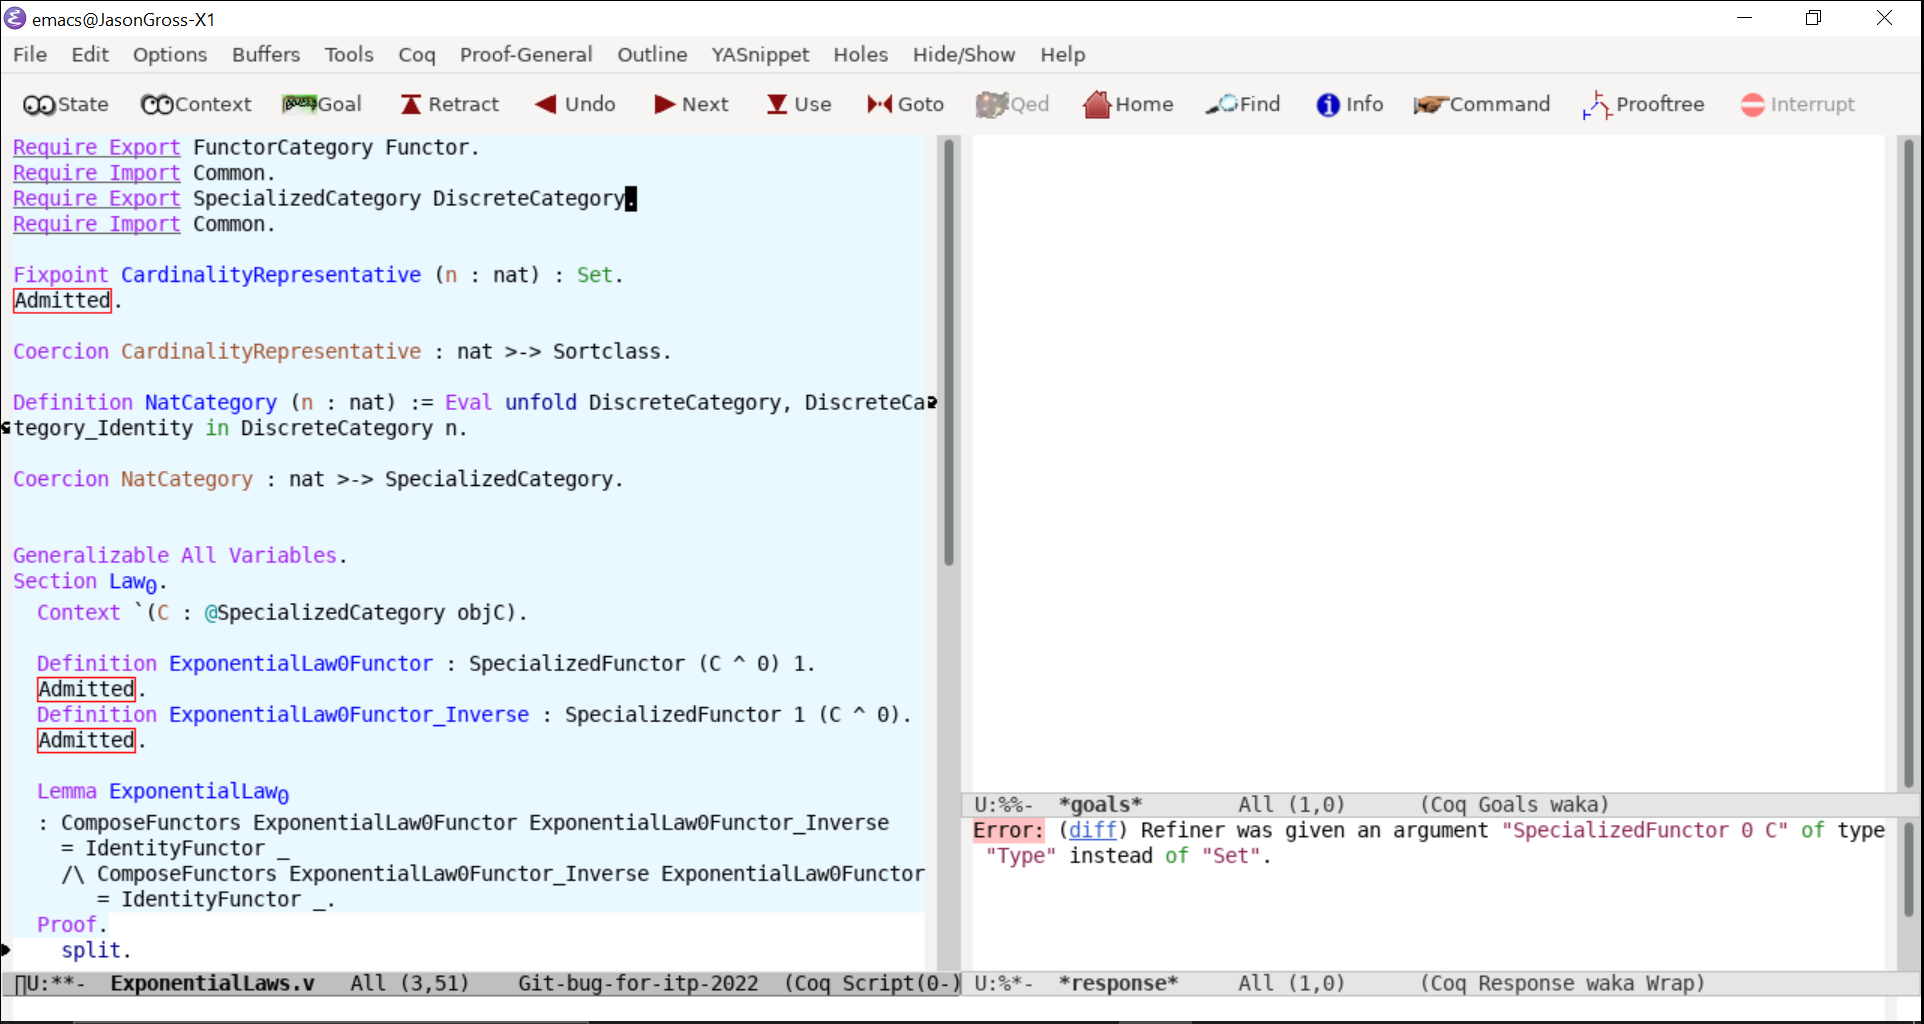 emacs@JasonGross-X1
File Edit Options Buffers Tools Coq Proof-General Outline YASnippet Holes Hide/Show Help
State Context Goal Retract Undo Next Use Goto Qed Home Find Info Command Prooftree Interrupt
Require Export FunctorCategory Functor.
Require Import Common.
Require Export SpecializedCategory DiscreteCategory.
Require Import Common.
Fixpoint CardinalityRepresentative (n : nat) : Set.
Admitted.
Coercion CardinalityRepresentative : nat >-> Sortclass.
Definition NatCategory (n : nat) := Eval unfold DiscreteCategory, DiscreteCa
tegory_Identity in DiscreteCategory n.
Coercion NatCategory : nat >-> SpecializedCategory.
Generalizable All Variables.
Section Law₀.
Context `(C : @SpecializedCategory objC).
Definition ExponentialLaw0Functor : SpecializedFunctor (C ^ 0) 1.
Admitted.
Definition ExponentialLaw0Functor_Inverse : SpecializedFunctor 1 (C ^ 0).
Admitted.
Lemma ExponentialLaw₀
: ComposeFunctors ExponentialLaw0Functor ExponentialLaw0Functor_Inverse
= IdentityFunctor _
/\ ComposeFunctors ExponentialLaw0Functor_Inverse ExponentialLaw0Functor
= IdentityFunctor _.
Proof.
split.
U:**- ExponentialLaws.v All (3,51) Git-bug-for-itp-2022 (Coq Script(0-)
U:%%- *goals* All (1,0) (Coq Goals waka)
Error: (diff) Refiner was given an argument "SpecializedFunctor 0 C" of type
"Type" instead of "Set".
U:%*- *response* All (1,0) (Coq Response waka Wrap)